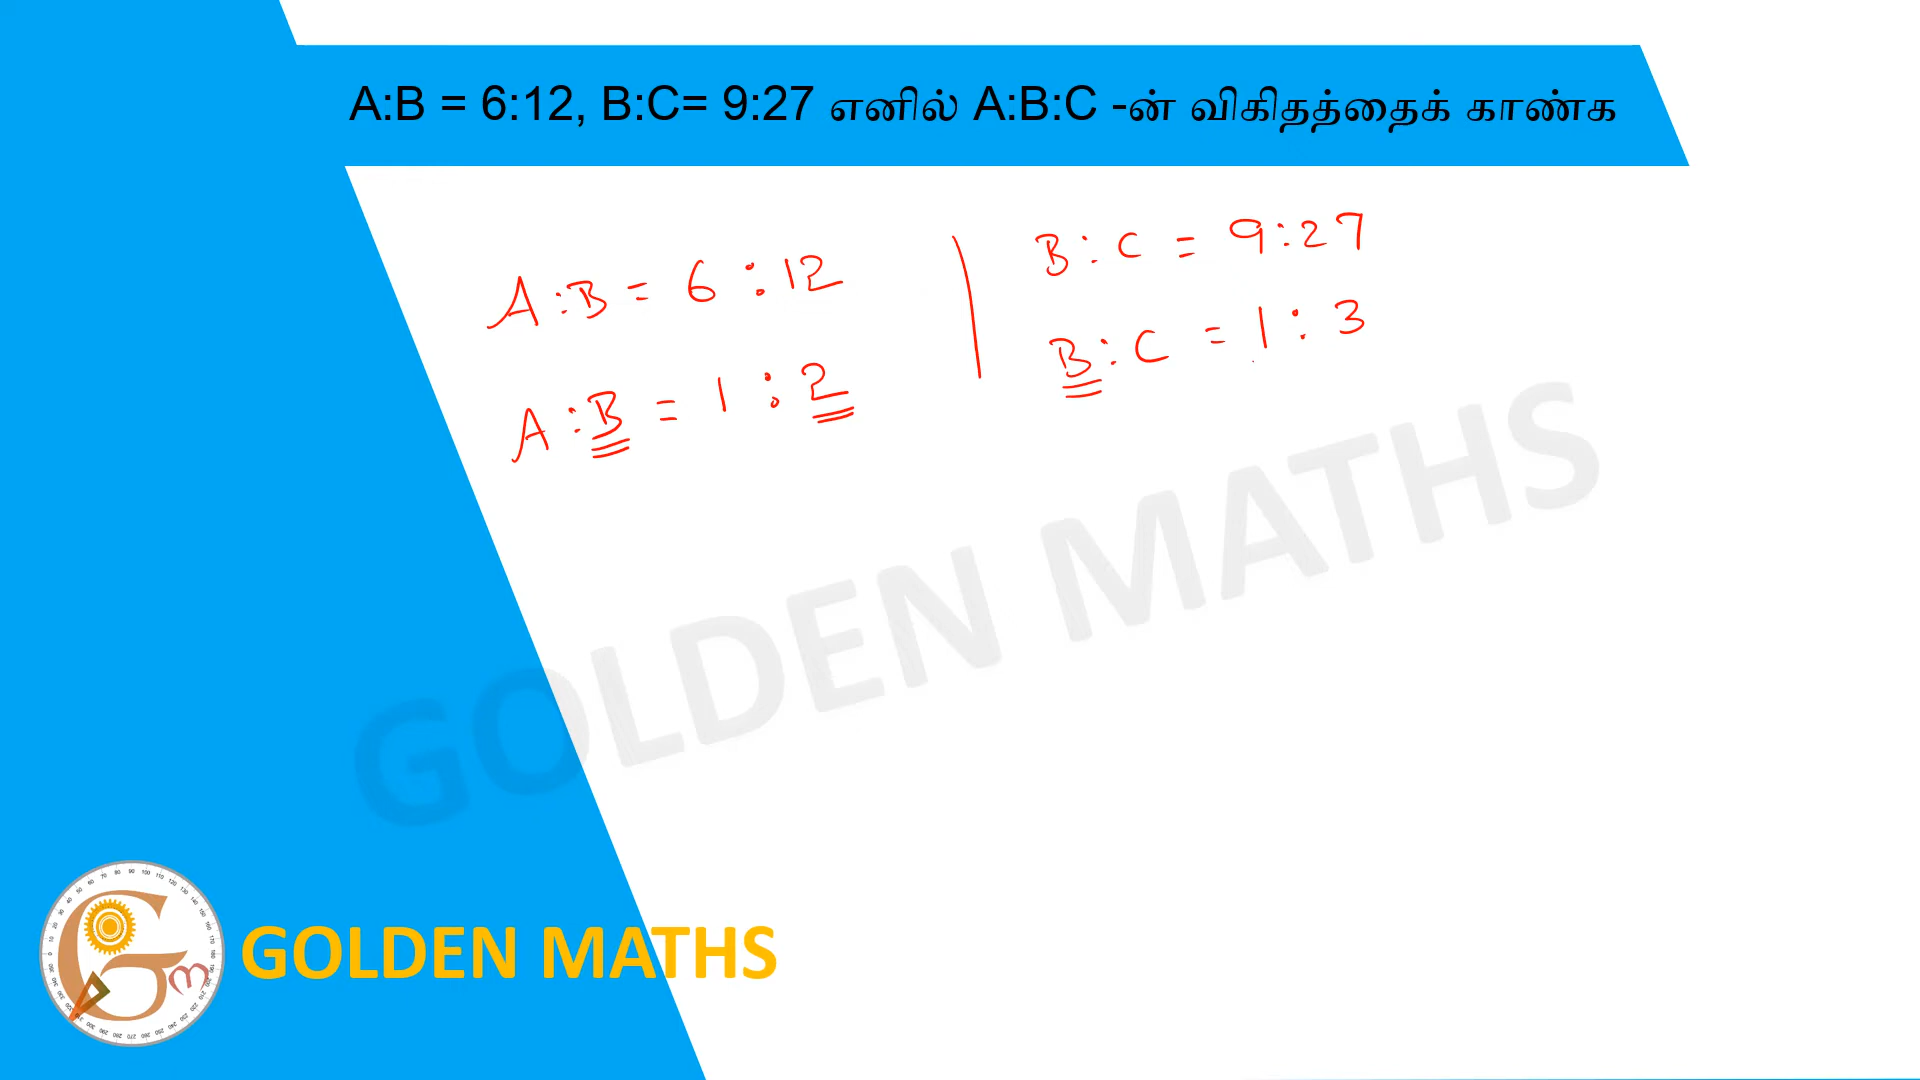 A:B = 6:12, B:C= 9:27 எனில் A:B:C -ன் விகிதத்தைக் காண்க
A:B = 6:12
B:C = 9:27
A:B = 1:2
B:C = 1:3
GOLDEN MATHS
GOLDEN MATHS